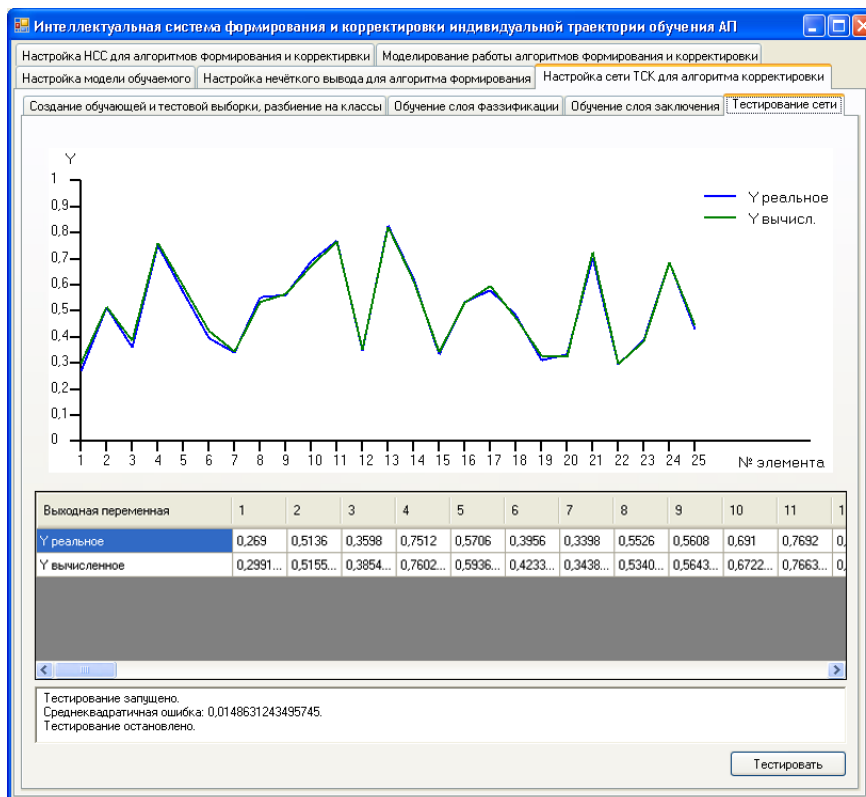 Интеллектуальная система формирования и корректировки индивидуальной траектории обучения АП
Настройка НСС для алгоритмов формирования и корректирвки Моделирование работы алгоритмов формирования и корректировки
Настройка модели обучаемого Настройка нечёткого вывода для алгоритма формирования Настройка сети ТСК для алгоритма корректировки
Создание обучающей и тестовой выборки, разбиение на классы Обучение слоя фаззификации Обучение слоя заключения Тестирование сети
Y
1
0,9
0,8
0,7
0,6
0,5
0,4
0,3
0,2
0,1
0
Y реальное
Y вычисл.
1 2 3 4 5 6 7 8 9 10 11 12 13 14 15 16 17 18 19 20 21 22 23 24 25 № элемента
Выходная переменная 1 2 3 4 5 6 7 8 9 10 11 1
Y реальное 0,269 0,5136 0,3598 0,7512 0,5706 0,3956 0,3398 0,5526 0,5608 0,691 0,7692 0,
Y вычисленное 0,2991... 0,5155... 0,3854... 0,7602... 0,5936... 0,4233... 0,3438... 0,5340... 0,5643... 0,6722... 0,7663... 0,
Тестирование запущено.
Среднеквадратичная ошибка: 0,0148631243495745.
Тестирование остановлено.
Тестировать